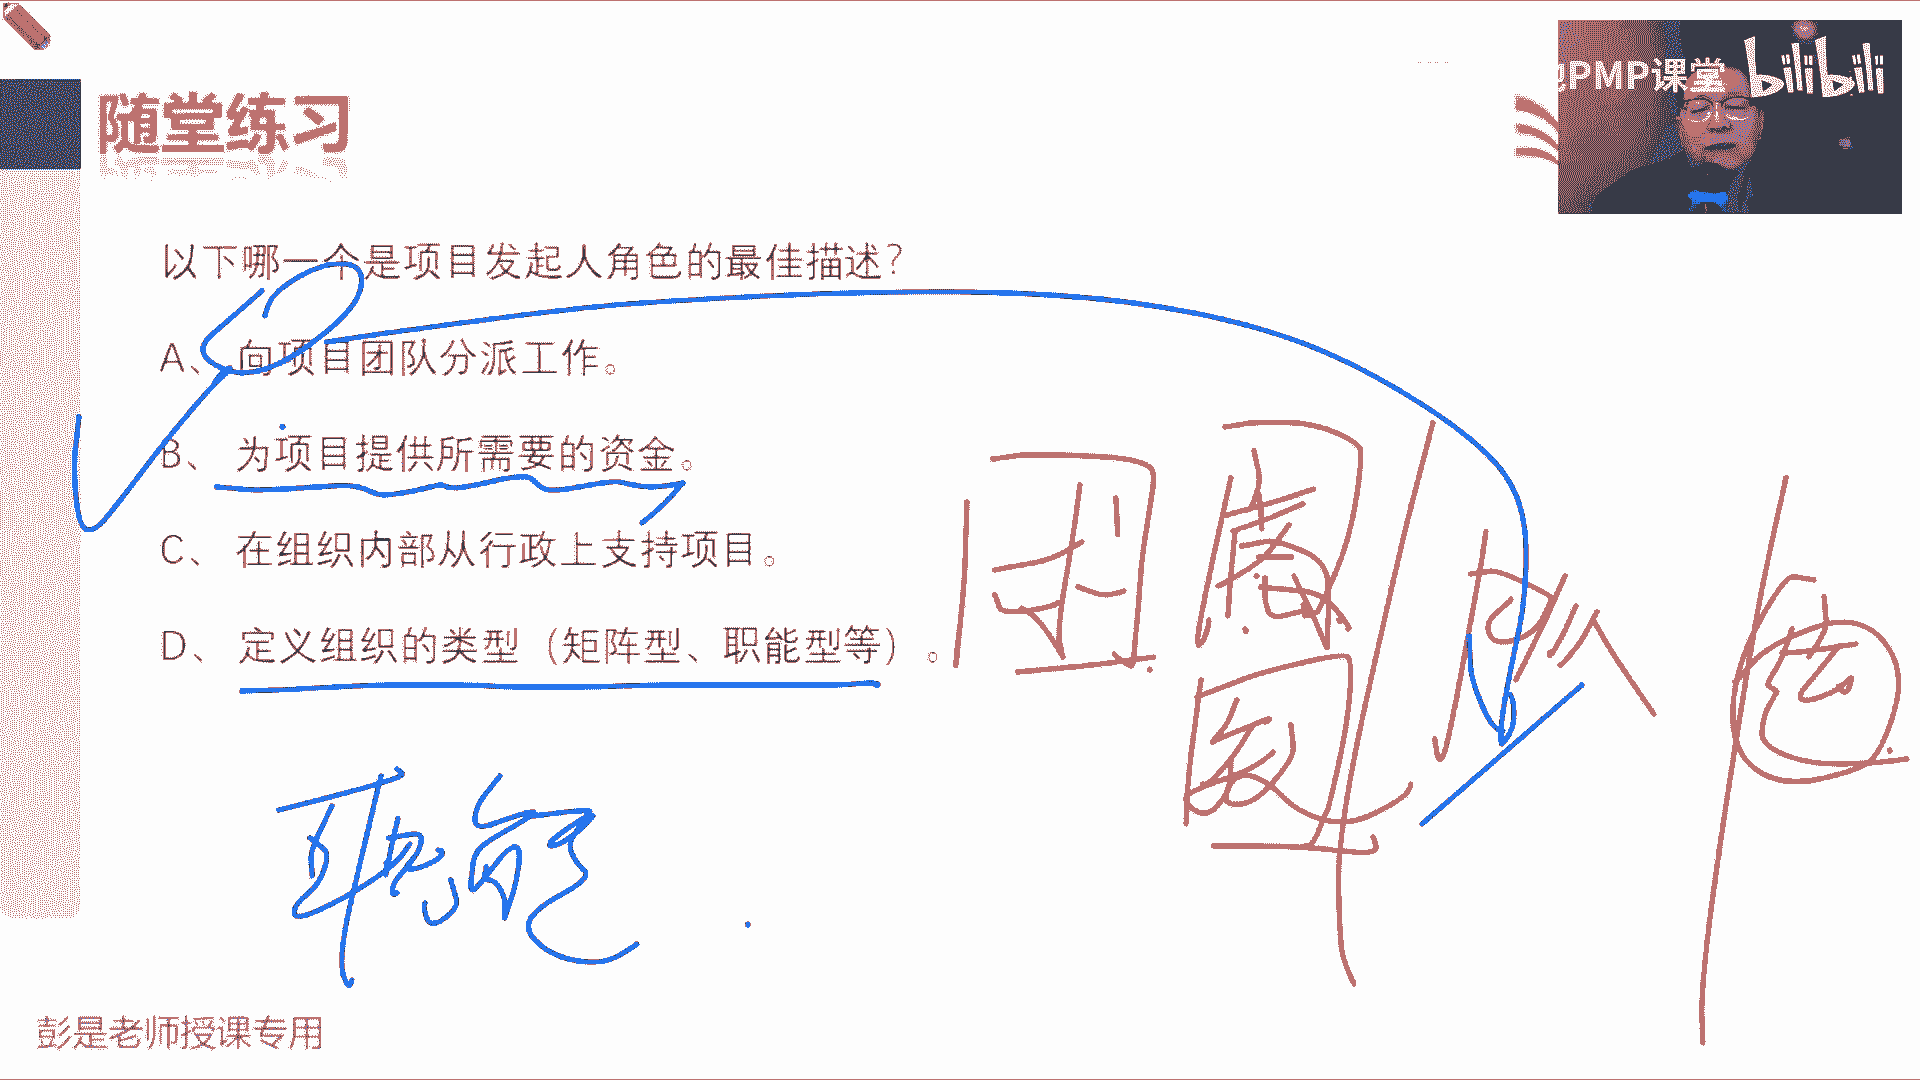 PMP课堂 bilibili
随堂练习
以下哪一个是项目发起人角色的最佳描述？
A、 向项目团队分派工作。
B、 为项目提供所需要的资金。
C、 在组织内部从行政上支持项目。
D、 定义组织的类型（矩阵型、职能型等）。
职能
彭是老师授课专用